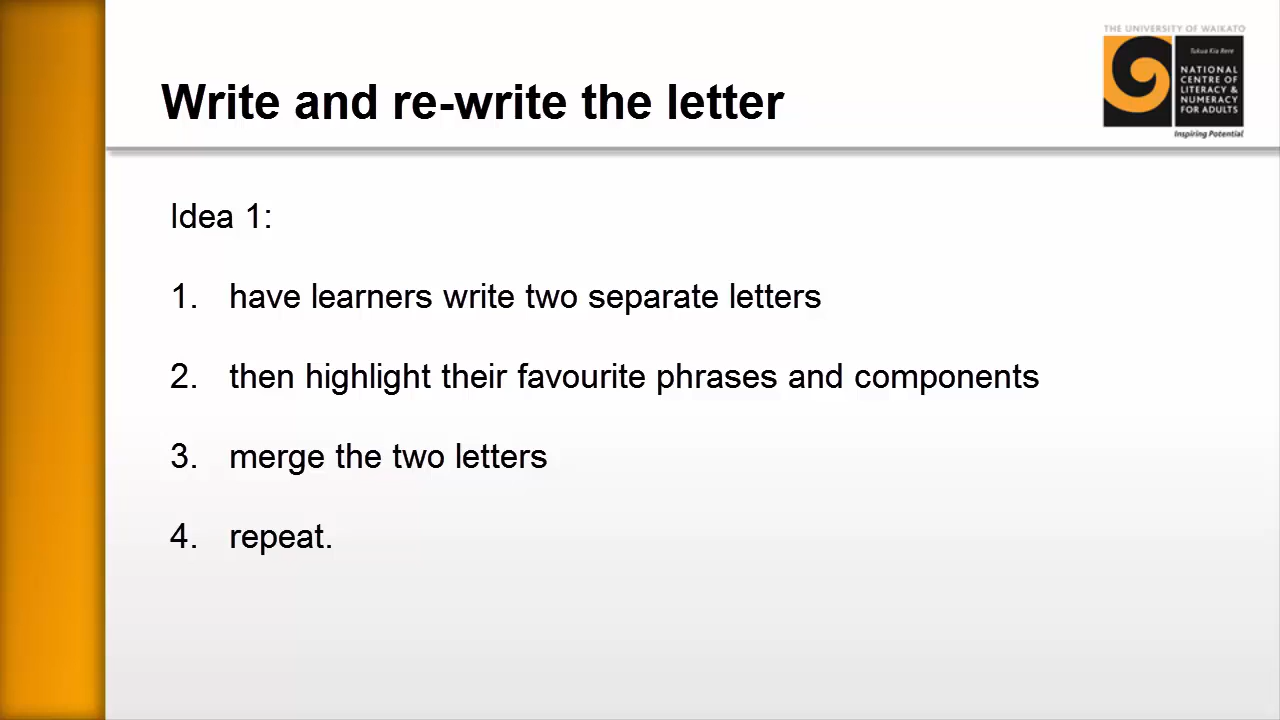 THE UNIVERSITY OF WAIKATO
Tukua Kia Rere
NATIONAL
CENTRE OF
LITERACY &
NUMERACY
FOR ADULTS
Inspiring Potential
Write and re-write the letter
Idea 1:
1. have learners write two separate letters
2. then highlight their favourite phrases and components
3. merge the two letters
4. repeat.